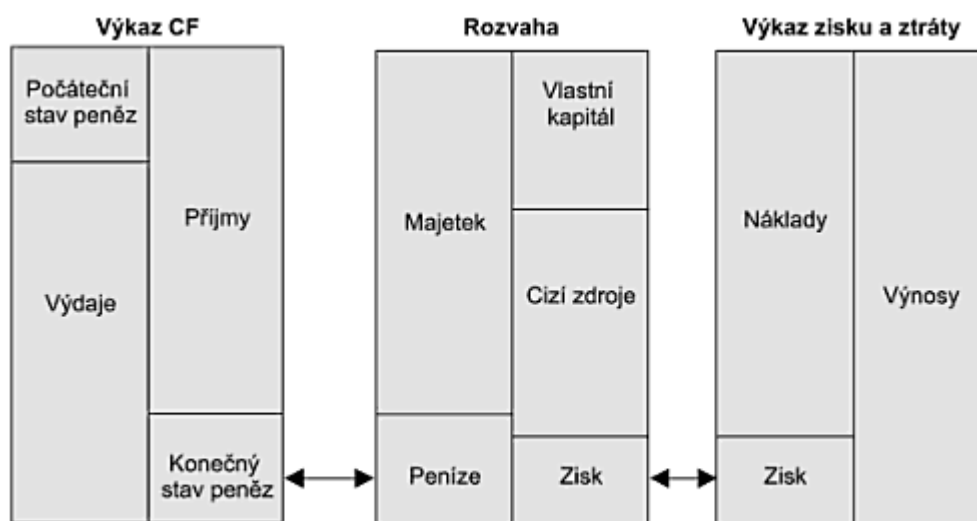 Výkaz CF
Počáteční
stav peněz
Výdaje
Příjmy
Konečný
stav peněz
Rozvaha
Majetek
Peníze
Vlastní
kapitál
Cizí zdroje
Zisk
Výkaz zisku a ztráty
Náklady
Zisk
Výnosy